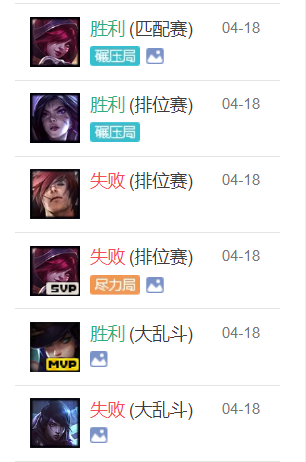 胜利 (匹配赛) 04-18
碾压局
胜利 (排位赛) 04-18
碾压局
失败 (排位赛) 04-18
失败 (排位赛) 04-18
SVP 尽力局
胜利 (大乱斗) 04-18
MVP
失败 (大乱斗) 04-18